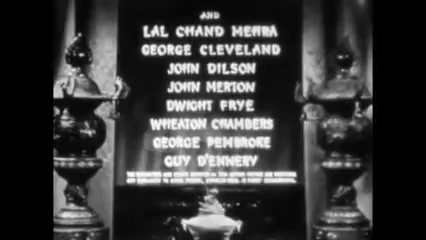 AND
LAL CHAND MEHRA
GEORGE CLEVELAND
JOHN DILSON
JOHN MERTON
DWIGHT FRYE
WHEATON CHAMBERS
GEORGE PEMBROKE
GUY D'ENNERY